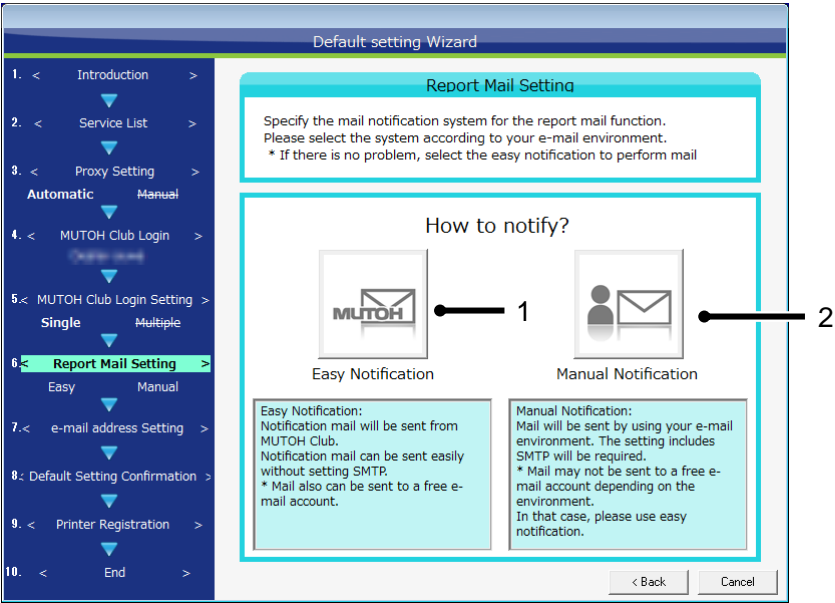 Default setting Wizard
1. < Introduction >
2. < Service List >
3. < Proxy Setting >
Automatic Manual
4. < MUTOH Club Login >
5.< MUTOH Club Login Setting >
Single Multiple
6.< Report Mail Setting >
Easy Manual
7.< e-mail address Setting >
8.< Default Setting Confirmation >
9. < Printer Registration >
10. < End >
Report Mail Setting
Specify the mail notification system for the report mail function.
Please select the system according to your e-mail environment.
* If there is no problem, select the easy notification to perform mail
How to notify?
MUTOH
1
2
Easy Notification
Manual Notification
Easy Notification:
Notification mail will be sent from
MUTOH Club.
Notification mail can be sent easily
without setting SMTP.
* Mail also can be sent to a free e-
mail account.
Manual Notification:
Mail will be sent by using your e-mail
environment. The setting includes
SMTP will be required.
* Mail may not be sent to a free e-
mail account depending on the
environment.
In that case, please use easy
notification.
< Back
Cancel